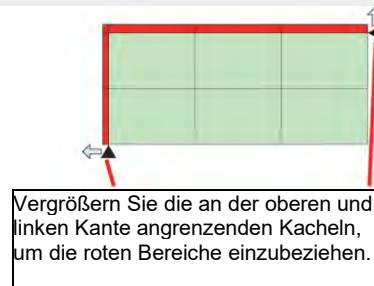 Vergrößern Sie die an der oberen und
linken Kante angrenzenden Kacheln,
um die roten Bereiche einzubeziehen.